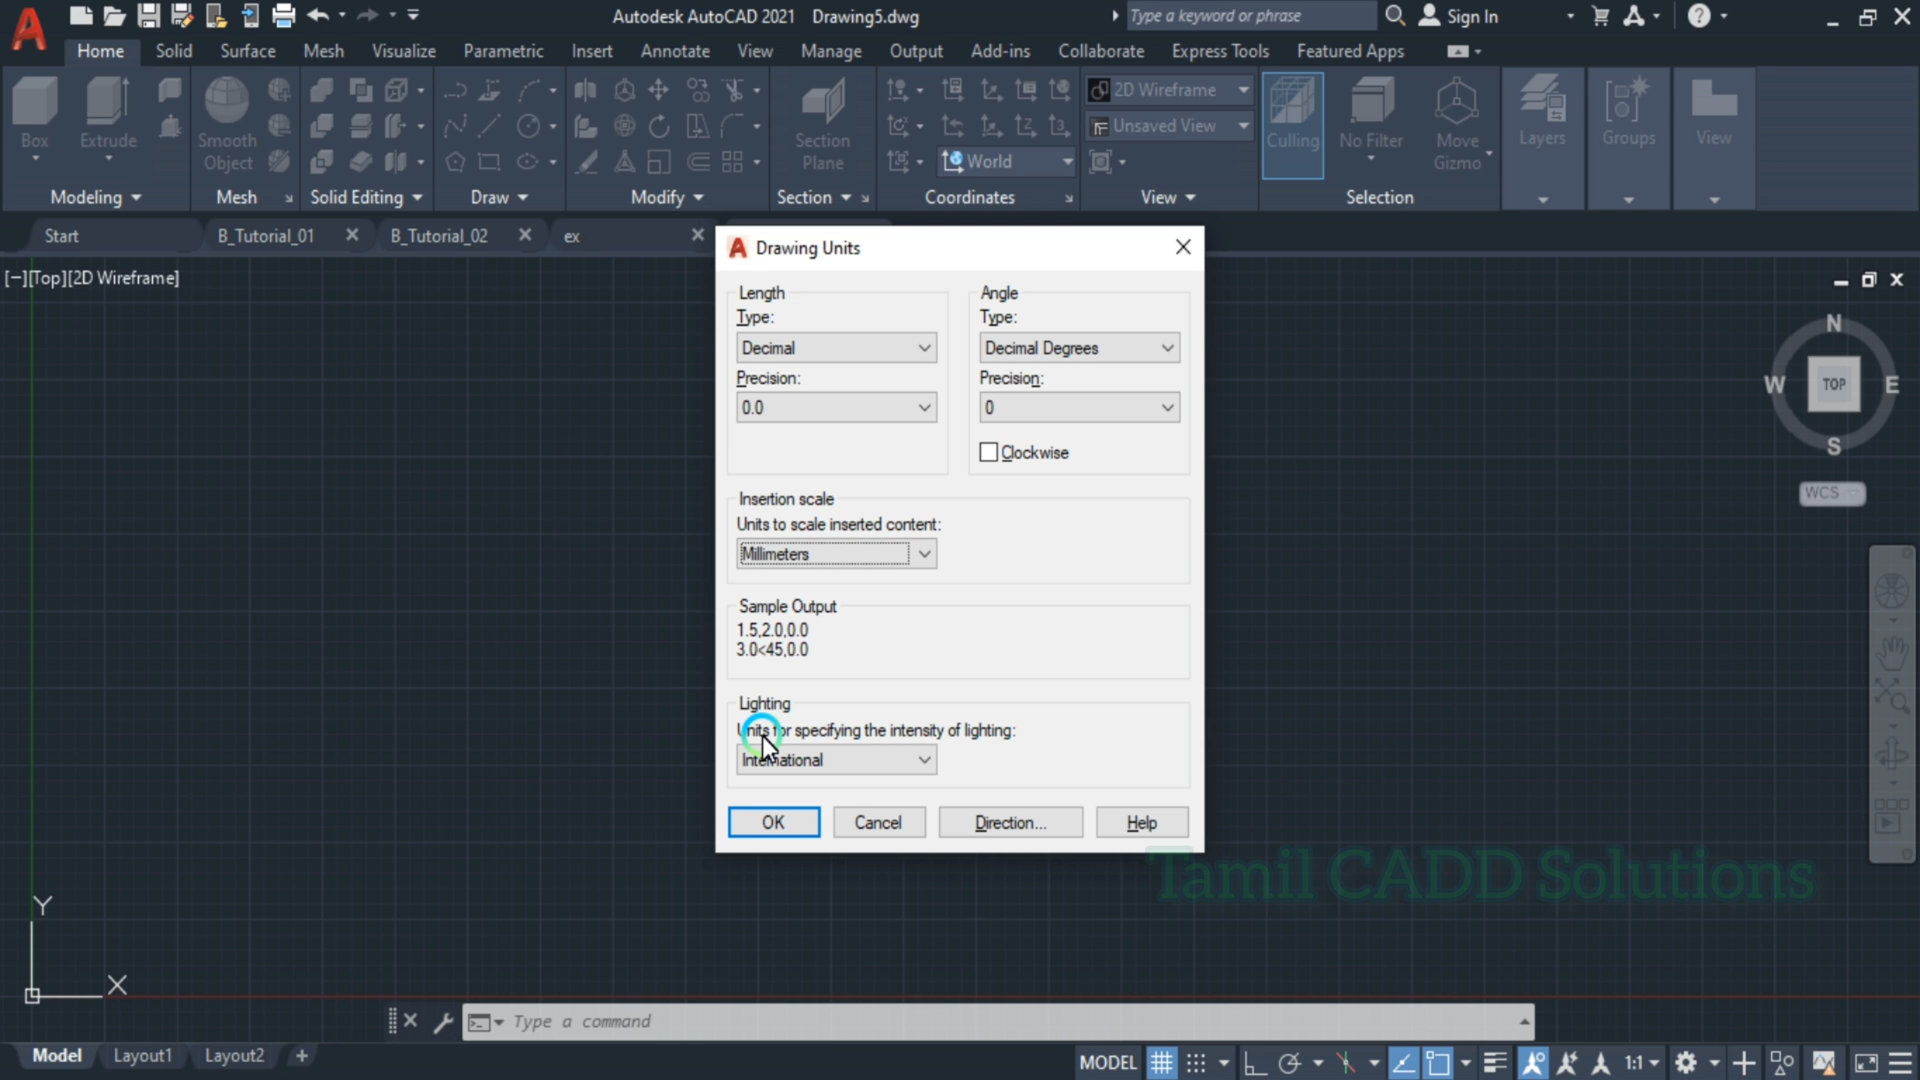 Autodesk AutoCAD 2021 Drawing5.dwg
Type a keyword or phrase
Sign In
Home Solid Surface Mesh Visualize Parametric Insert Annotate View Manage Output Add-ins Collaborate Express Tools Featured Apps
Box
Extrude
Smooth
Object
Section
Plane
2D Wireframe
Unsaved View
World
Culling
No Filter
Move
Gizmo
Layers
Groups
View
Modeling Mesh Solid Editing Draw Modify Section Coordinates View Selection
Start B_Tutorial_01 B_Tutorial_02 ex
[−][Top][2D Wireframe]
Drawing Units
Length
Type:
Decimal
Precision:
0.0
Angle
Type:
Decimal Degrees
Precision:
0
Clockwise
Insertion scale
Units to scale inserted content:
Millimeters
Sample Output
1.5,2.0,0.0
3.0<45,0.0
Lighting
Units for specifying the intensity of lighting:
International
OK Cancel Direction... Help
N
W TOP E
S
WCS
Tamil CADD Solutions
Y
X
Type a command
Model Layout1 Layout2 +
MODEL 1:1